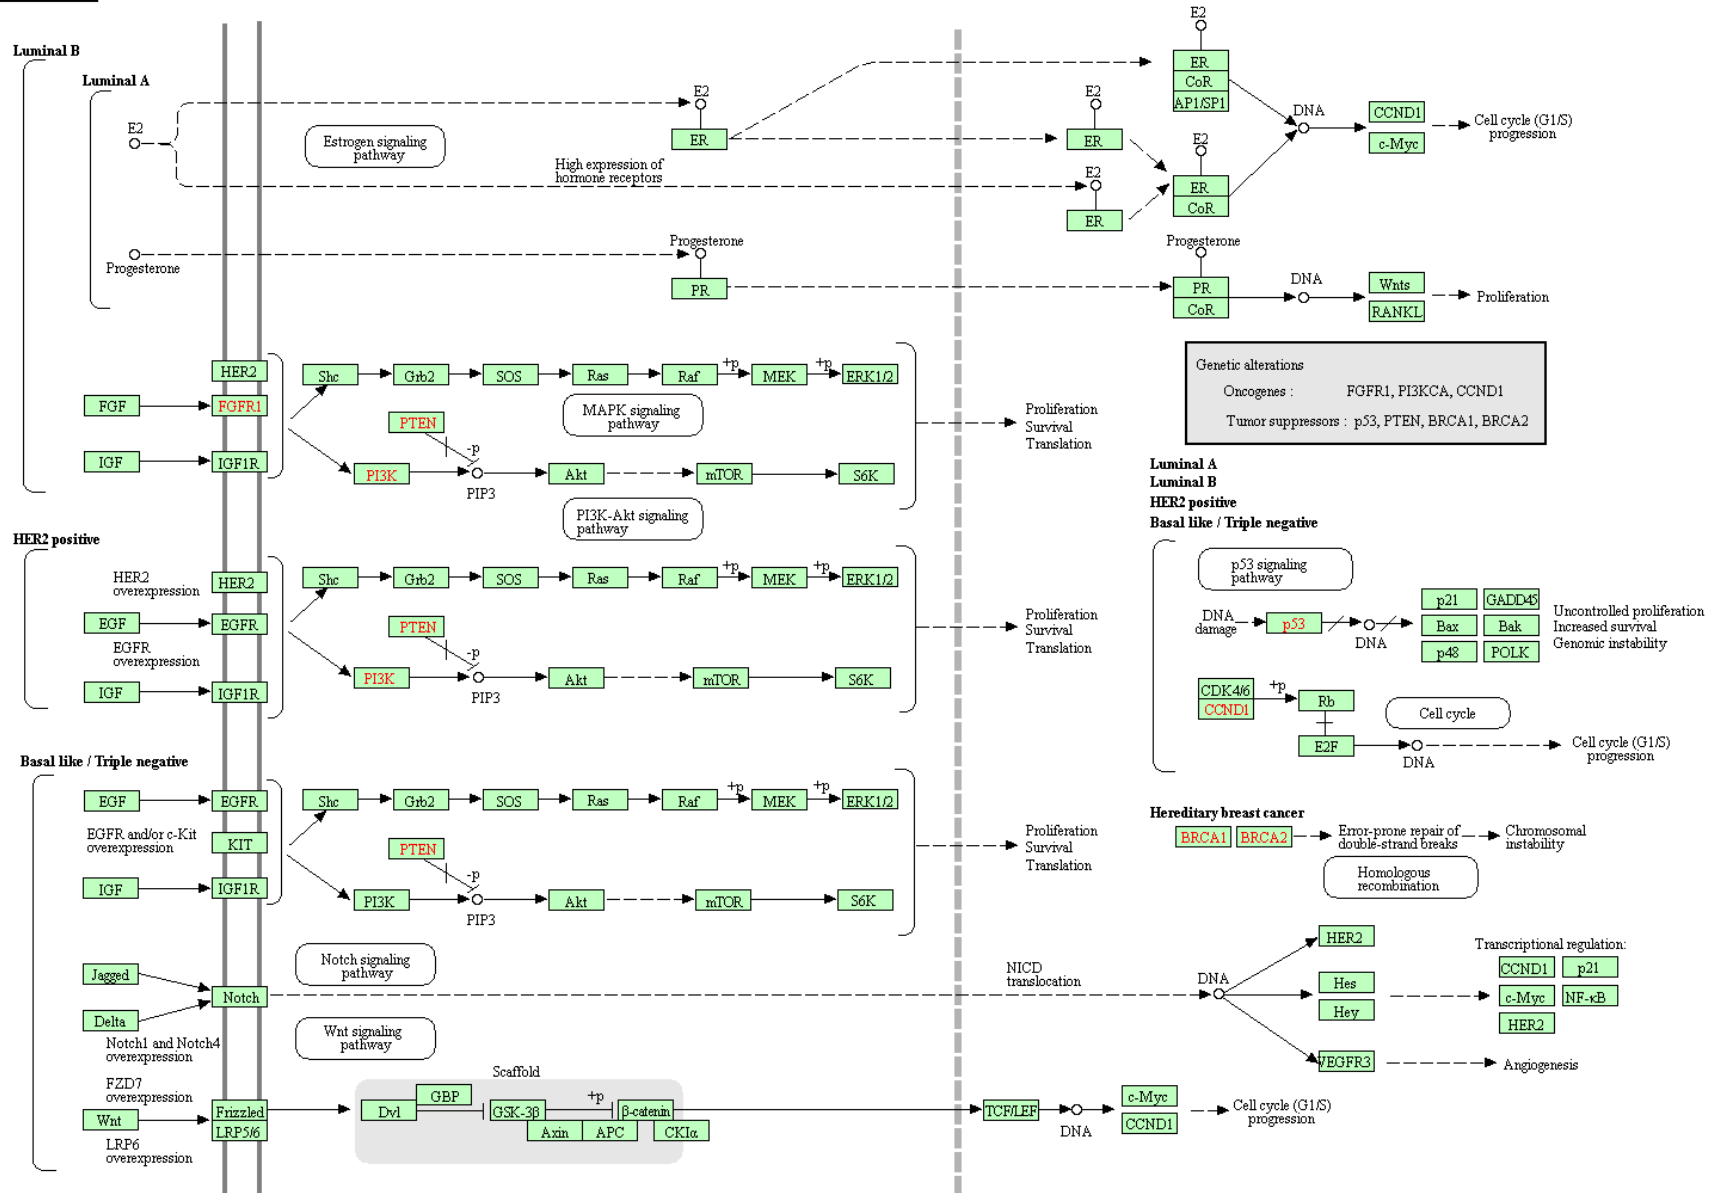 Luminal B
Luminal A
E2
Estrogen signaling
pathway
High expression of
hormone receptors
E2
ER
E2
ER
E2
ER
E2
ER
CoR
AP1/SP1
E2
ER
CoR
DNA
CCND1
c-Myc
Cell cycle (G1/S)
progression
Progesterone
Progesterone
PR
Progesterone
PR
CoR
DNA
Wnts
RANKL
Proliferation
HER2
FGF
FGFR1
IGF
IGF1R
Shc
Grb2
SOS
Ras
Raf
+p
MEK
+p
ERK1/2
MAPK signaling
pathway
PTEN
-p
PI3K
PIP3
Akt
mTOR
S6K
PI3K-Akt signaling
pathway
Proliferation
Survival
Translation
Genetic alterations
Oncogenes : FGFR1, PI3KCA, CCND1
Tumor suppressors : p53, PTEN, BRCA1, BRCA2
HER2 positive
HER2
overexpression
HER2
EGF
EGFR
EGFR
overexpression
IGF
IGF1R
Shc
Grb2
SOS
Ras
Raf
+p
MEK
+p
ERK1/2
PTEN
-p
PI3K
PIP3
Akt
mTOR
S6K
Proliferation
Survival
Translation
Luminal A
Luminal B
HER2 positive
Basal like / Triple negative
p53 signaling
pathway
DNA
damage
p53
DNA
p21
GADD45
Bax
Bak
p48
POLK
Uncontrolled proliferation
Increased survival
Genomic instability
CDK4/6
CCND1
+p
Rb
E2F
Cell cycle
DNA
Cell cycle (G1/S)
progression
Basal like / Triple negative
EGF
EGFR
EGFR and/or c-Kit
overexpression
KIT
IGF
IGF1R
Shc
Grb2
SOS
Ras
Raf
+p
MEK
+p
ERK1/2
PTEN
-p
PI3K
PIP3
Akt
mTOR
S6K
Proliferation
Survival
Translation
Hereditary breast cancer
BRCA1
BRCA2
Error-prone repair of
double-strand breaks
Chromosomal
instability
Homologous
recombination
Jagged
Delta
Notch
Notch1 and Notch4
overexpression
Notch signaling
pathway
NICD
translocation
DNA
HER2
Hes
Hey
VEGFR3
Transcriptional regulation:
CCND1
p21
c-Myc
NF-κB
HER2
Angiogenesis
Wnt signaling
pathway
FZD7
overexpression
Wnt
LRP6
overexpression
Frizzled
LRP5/6
Scaffold
Dvl
GBP
GSK-3β
+p
β-catenin
Axin
APC
CKIα
TCF/LEF
DNA
c-Myc
CCND1
Cell cycle (G1/S)
progression